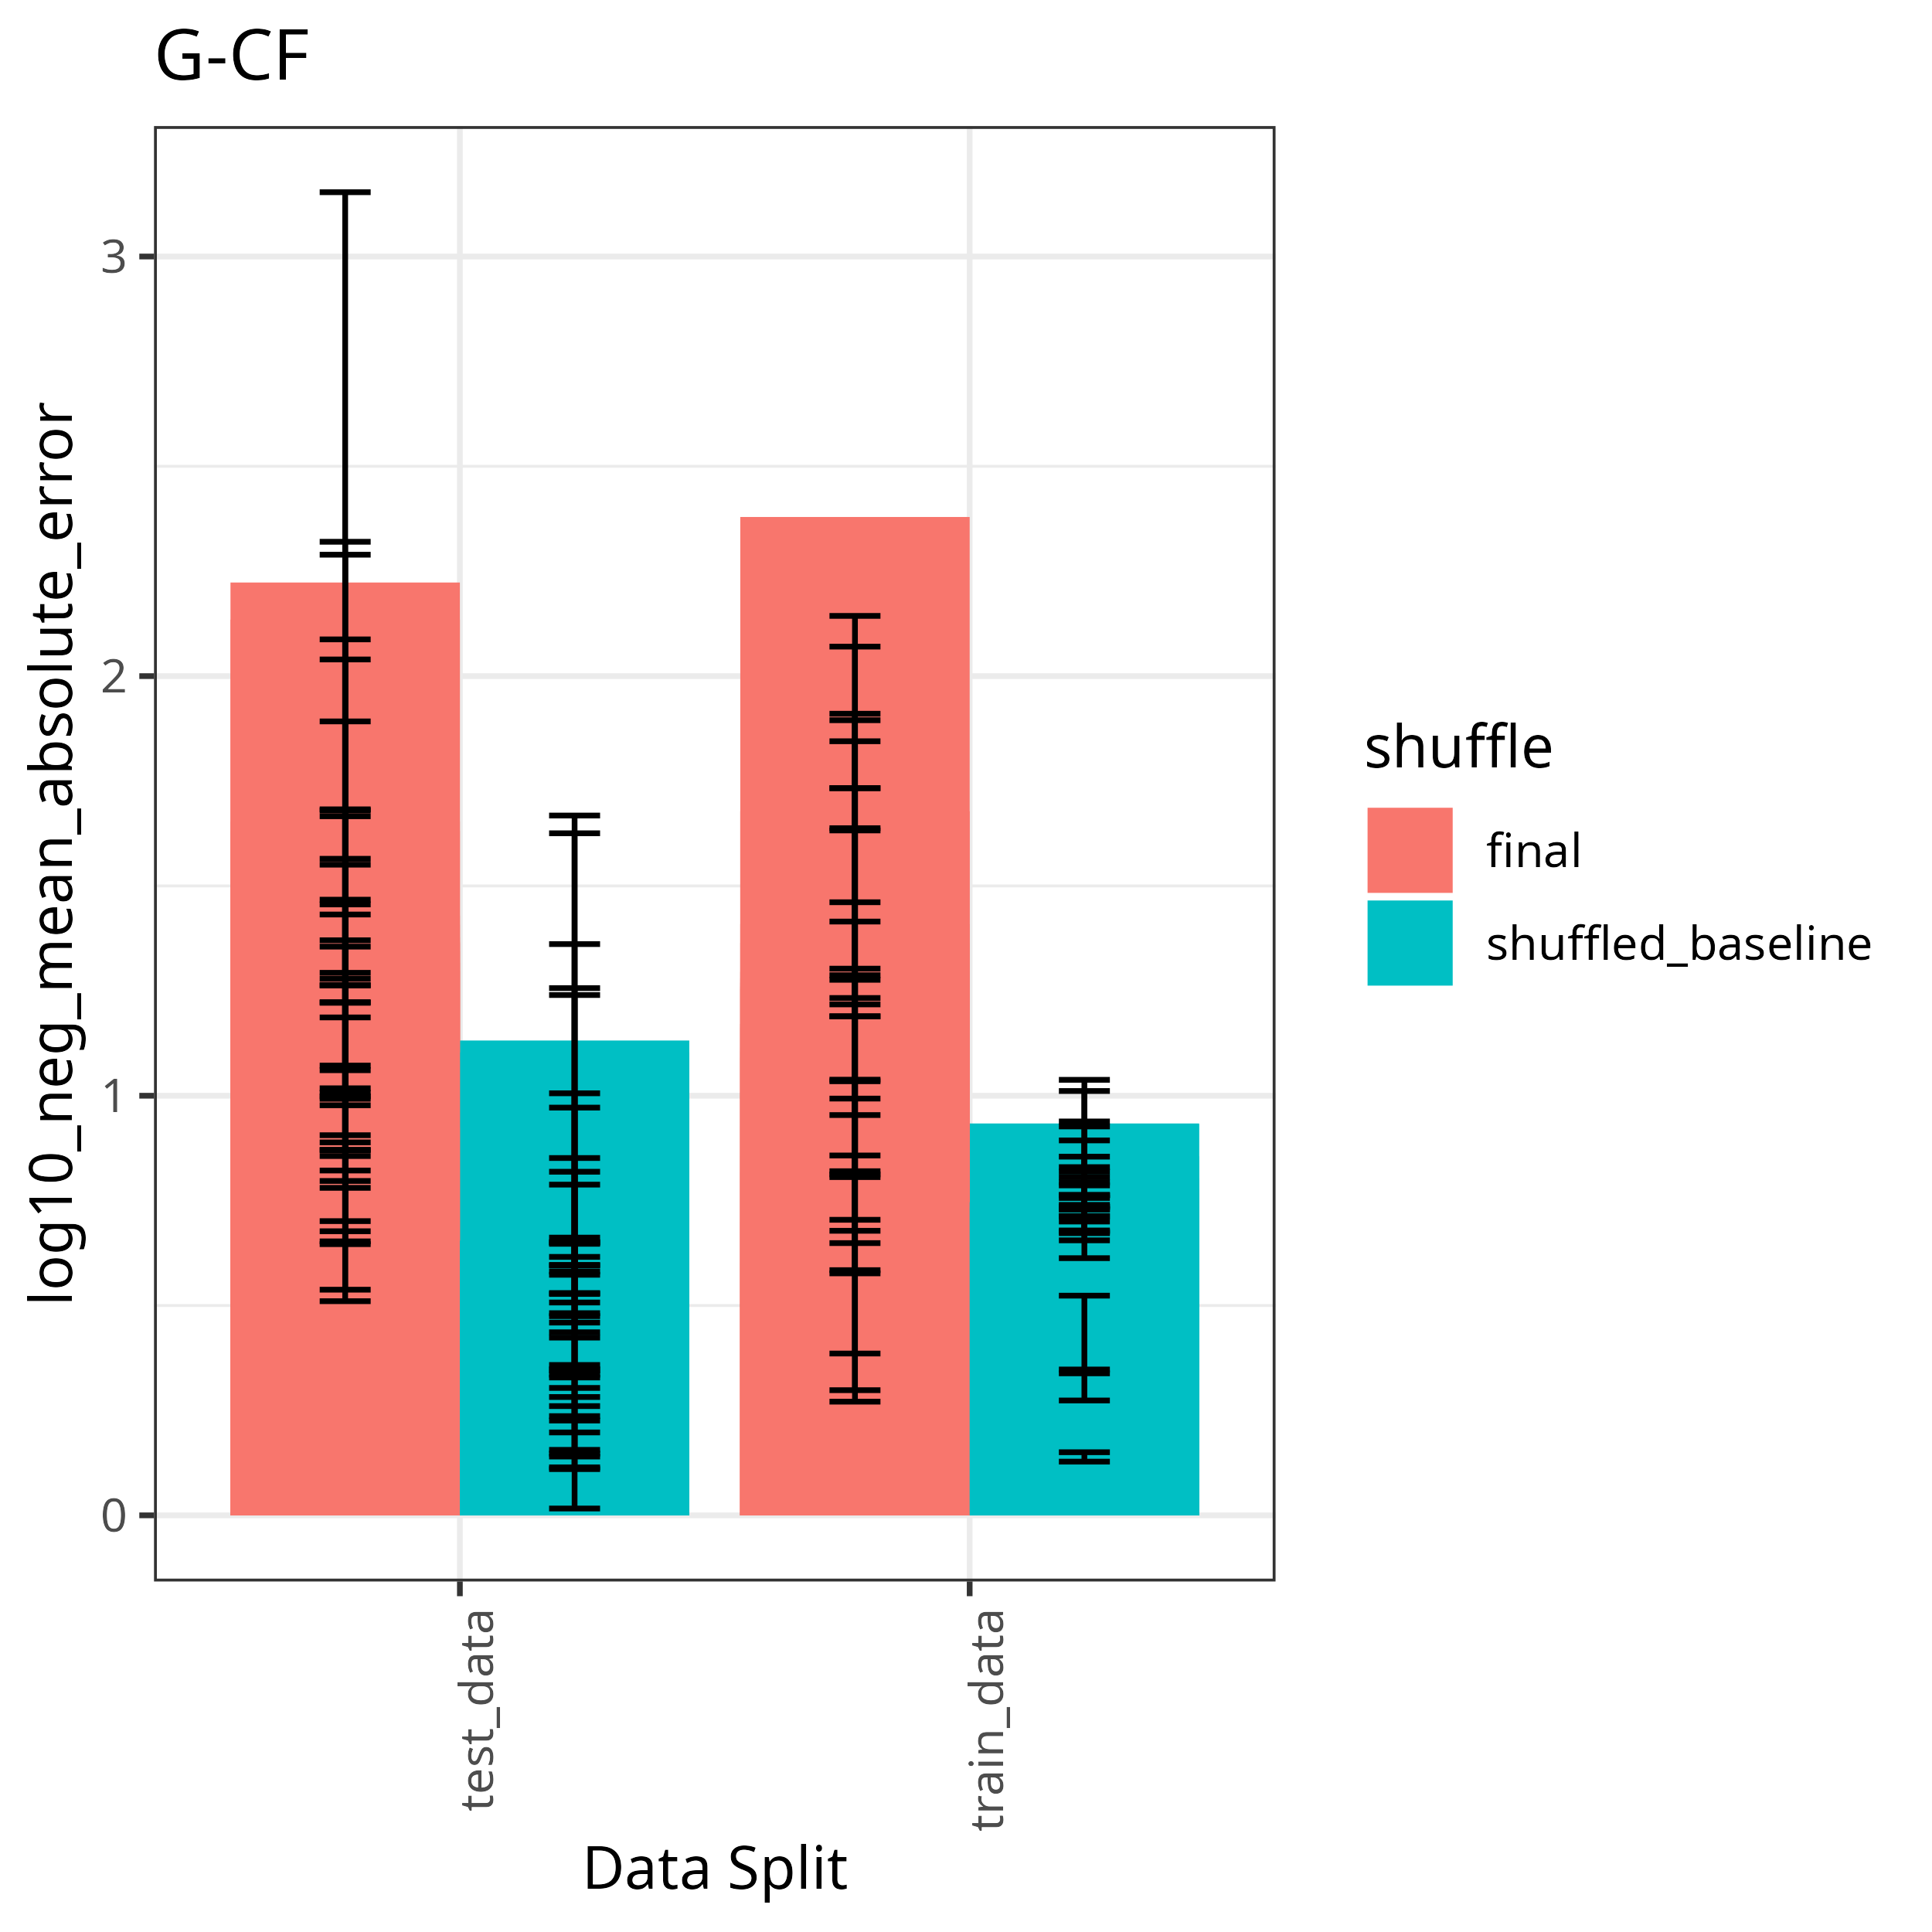 G-CF
log10_neg_mean_absolute_error
3
2
1
0
test_data
train_data
Data Split
shuffle
final
shuffled_baseline